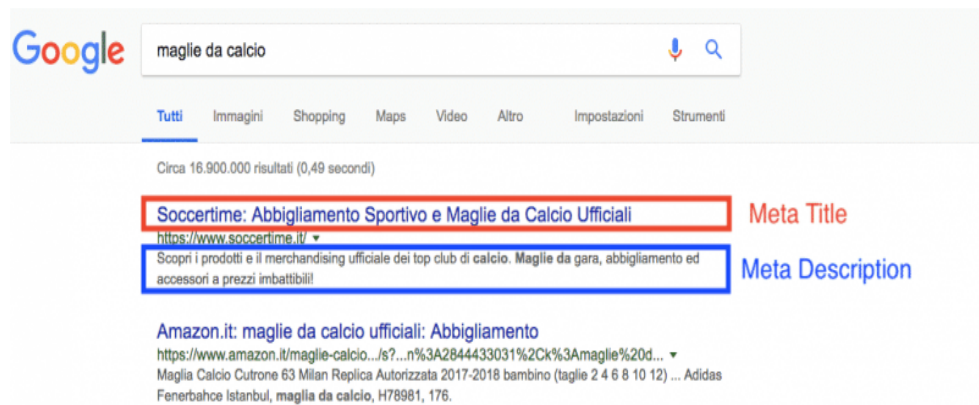 Google
maglie da calcio
Tutti Immagini Shopping Maps Video Altro Impostazioni Strumenti
Circa 16.900.000 risultati (0,49 secondi)
Soccertime: Abbigliamento Sportivo e Maglie da Calcio Ufficiali
Meta Title
https://www.soccertime.it/
Scopri i prodotti e il merchandising ufficiale dei top club di calcio. Maglie da gara, abbigliamento ed
accessori a prezzi imbattibili!
Meta Description
Amazon.it: maglie da calcio ufficiali: Abbigliamento
https://www.amazon.it/maglie-calcio.../s?...n%3A2844433031%2Ck%3Amaglie%20d...
Maglia Calcio Cutrone 63 Milan Replica Autorizzata 2017-2018 bambino (taglie 2 4 6 8 10 12) ... Adidas
Fenerbahce Istanbul, maglia da calcio, H78981, 176.